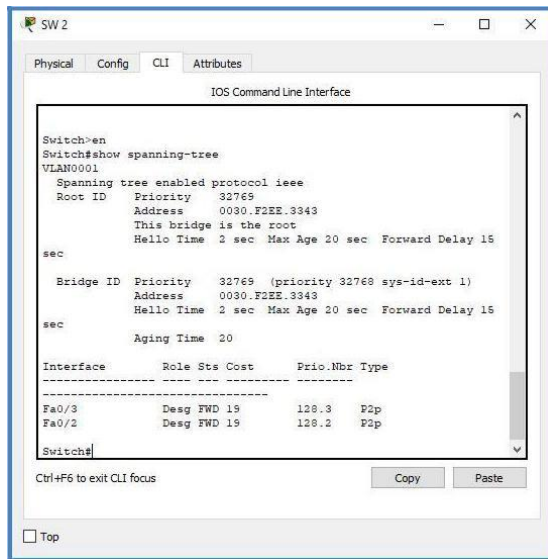 SW 2
Physical Config CLI Attributes
IOS Command Line Interface
Switch>en
Switch#show spanning-tree
VLAN0001
  Spanning tree enabled protocol ieee
  Root ID    Priority    32769
             Address     0030.F2EE.3343
             This bridge is the root
             Hello Time  2 sec  Max Age 20 sec  Forward Delay 15
sec
  Bridge ID  Priority    32769  (priority 32768 sys-id-ext 1)
             Address     0030.F2EE.3343
             Hello Time  2 sec  Max Age 20 sec  Forward Delay 15
sec
             Aging Time  20
Interface        Role Sts Cost      Prio.Nbr Type
---------------- ---- --- --------- --------
--------------------------------
Fa0/3            Desg FWD 19        128.3    P2p
Fa0/2            Desg FWD 19        128.2    P2p
Switch#
Ctrl+F6 to exit CLI focus Copy Paste
Top